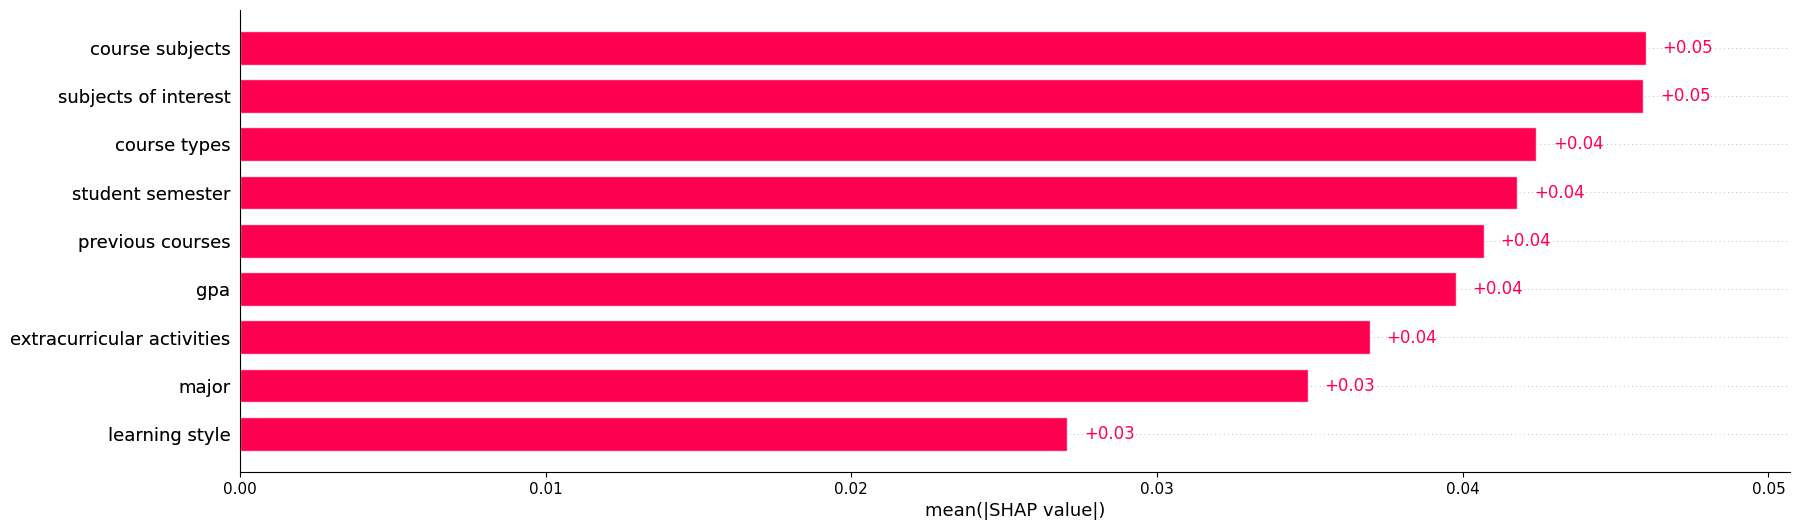 course subjects +0.05
subjects of interest +0.05
course types +0.04
student semester +0.04
previous courses +0.04
gpa +0.04
extracurricular activities +0.04
major +0.03
learning style +0.03
0.00 0.01 0.02 0.03 0.04 0.05
mean(|SHAP value|)